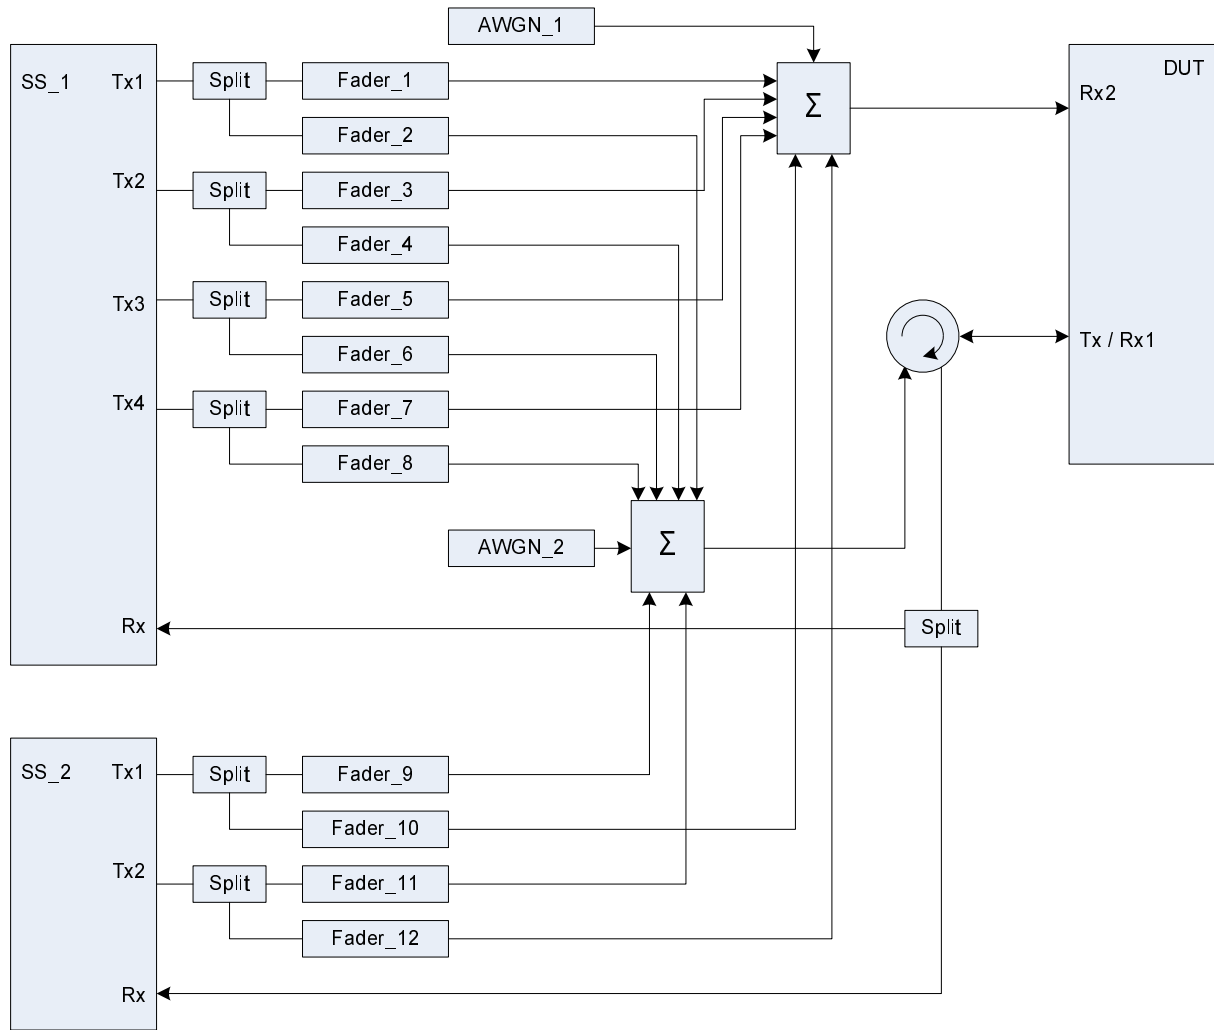 AWGN_1
SS_1
Tx1
Split
Fader_1
Σ
DUT
Rx2
Fader_2
Tx2
Split
Fader_3
Fader_4
Tx3
Split
Fader_5
Fader_6
Tx / Rx1
Tx4
Split
Fader_7
Fader_8
AWGN_2
Σ
Rx
Split
SS_2
Tx1
Split
Fader_9
Fader_10
Tx2
Split
Fader_11
Fader_12
Rx